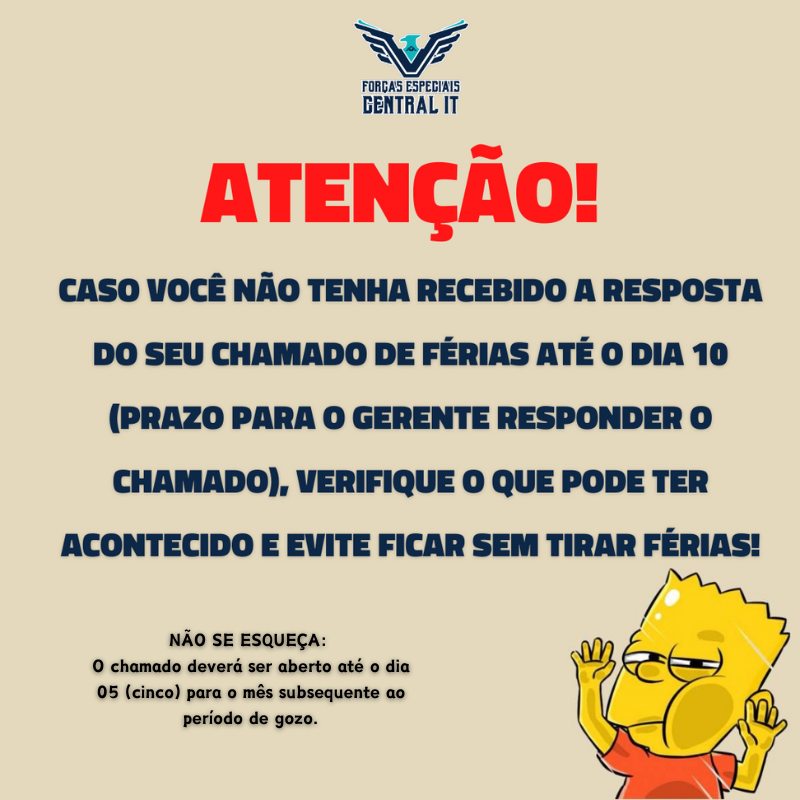 FORÇAS ESPECIAIS
CENTRAL IT
ATENÇÃO!
CASO VOCÊ NÃO TENHA RECEBIDO A RESPOSTA
DO SEU CHAMADO DE FÉRIAS ATÉ O DIA 10
(PRAZO PARA O GERENTE RESPONDER O
CHAMADO), VERIFIQUE O QUE PODE TER
ACONTECIDO E EVITE FICAR SEM TIRAR FÉRIAS!
NÃO SE ESQUEÇA:
O chamado deverá ser aberto até o dia
05 (cinco) para o mês subsequente ao
período de gozo.